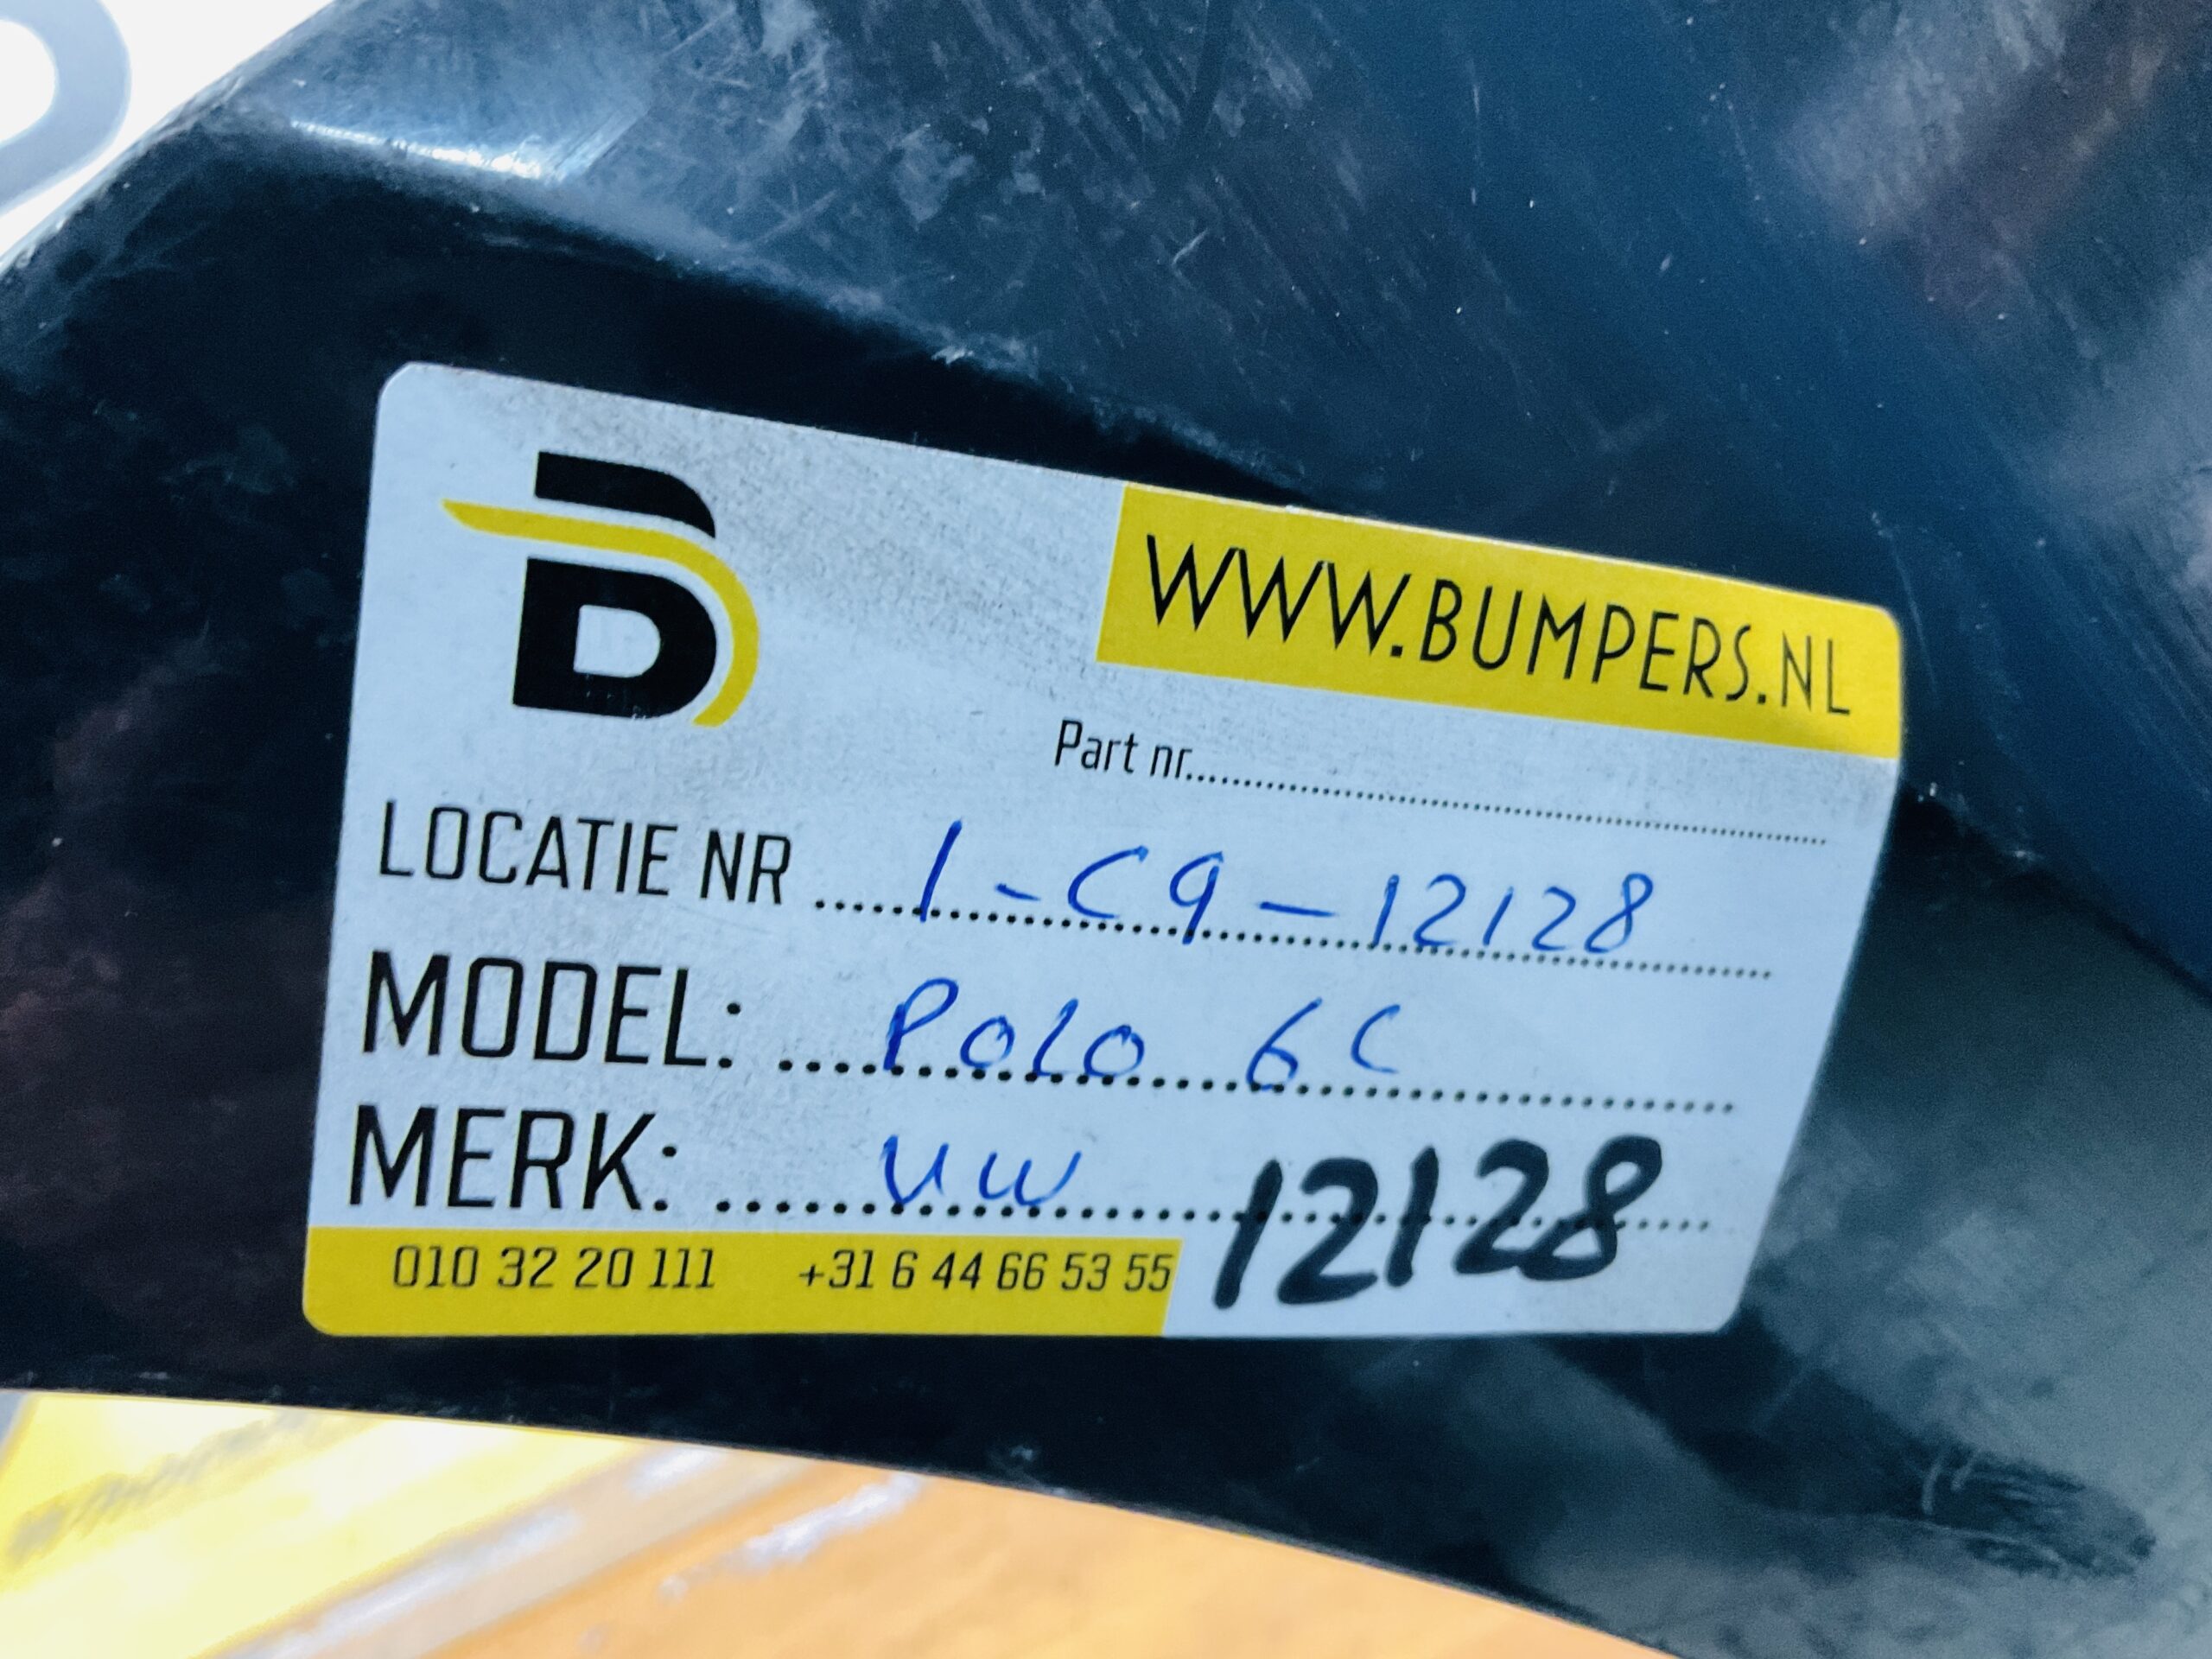 B
WWW.BUMPERS.NL
Part nr..........
LOCATIE NR .....1-C9-12128
MODEL: ....Polo 6C
MERK: ....VW
12128
010 32 20 111 +31 6 44 66 53 55